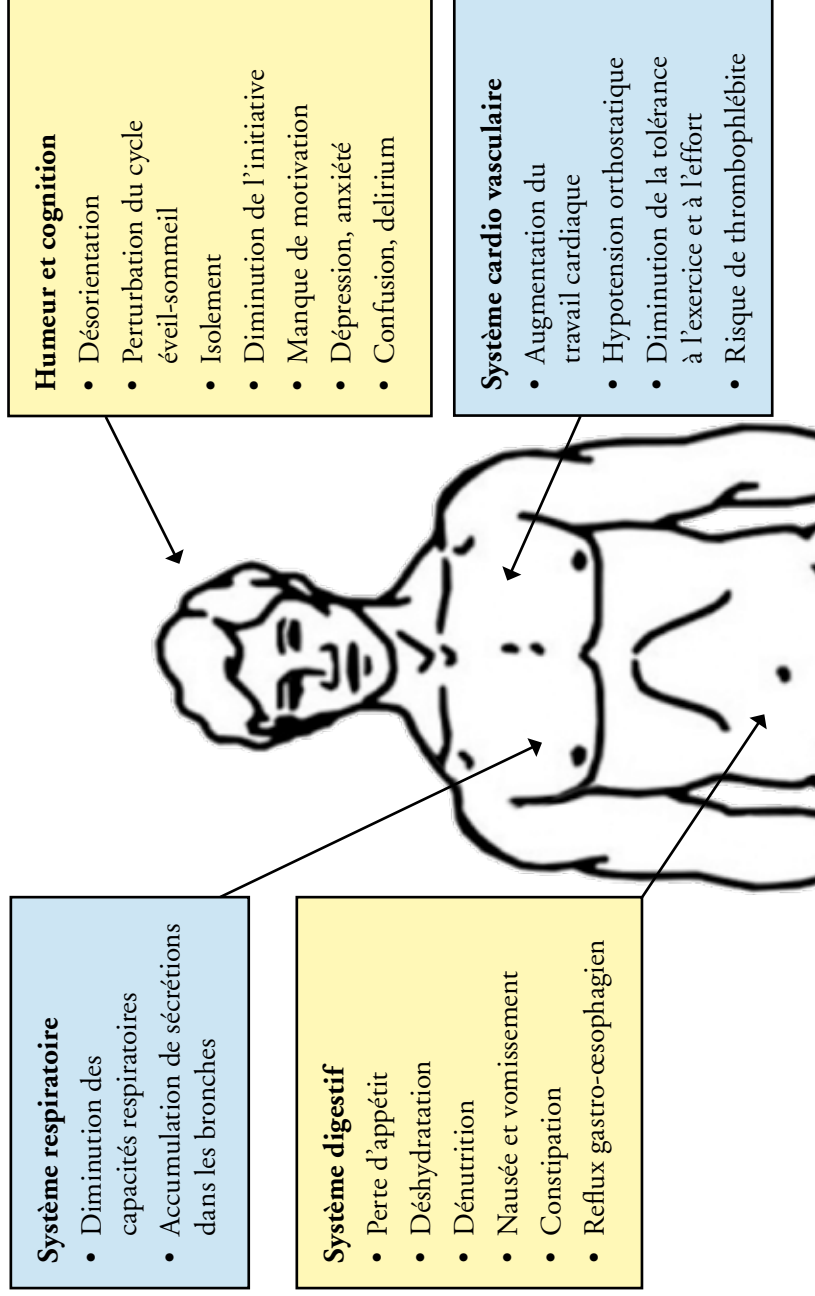 Système respiratoire
• Diminution des
capacités respiratoires
• Accumulation de sécrétions
dans les bronches
Système digestif
• Perte d'appétit
• Déshydratation
• Dénutrition
• Nausée et vomissement
• Constipation
• Reflux gastro-œsophagien
Humeur et cognition
• Désorientation
• Perturbation du cycle
éveil-sommeil
• Isolement
• Diminution de l'initiative
• Manque de motivation
• Dépression, anxiété
• Confusion, delirium
Système cardio vasculaire
• Augmentation du
travail cardiaque
• Hypotension orthostatique
• Diminution de la tolérance
à l'exercice et à l'effort
• Risque de thrombophlébite